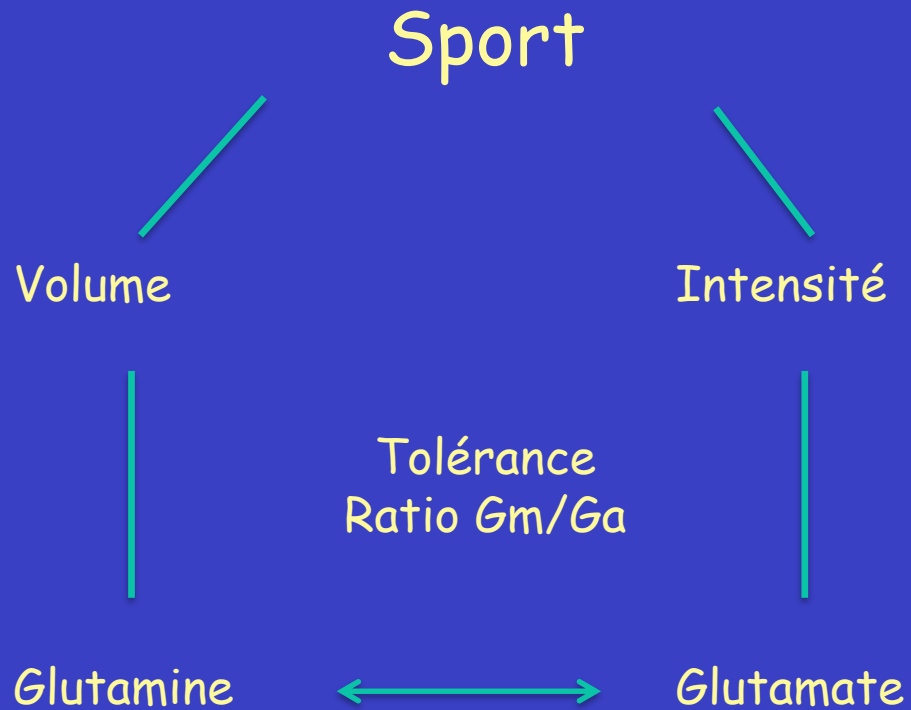 Sport
Volume
Intensité
Tolérance
Ratio Gm/Ga
Glutamine
Glutamate